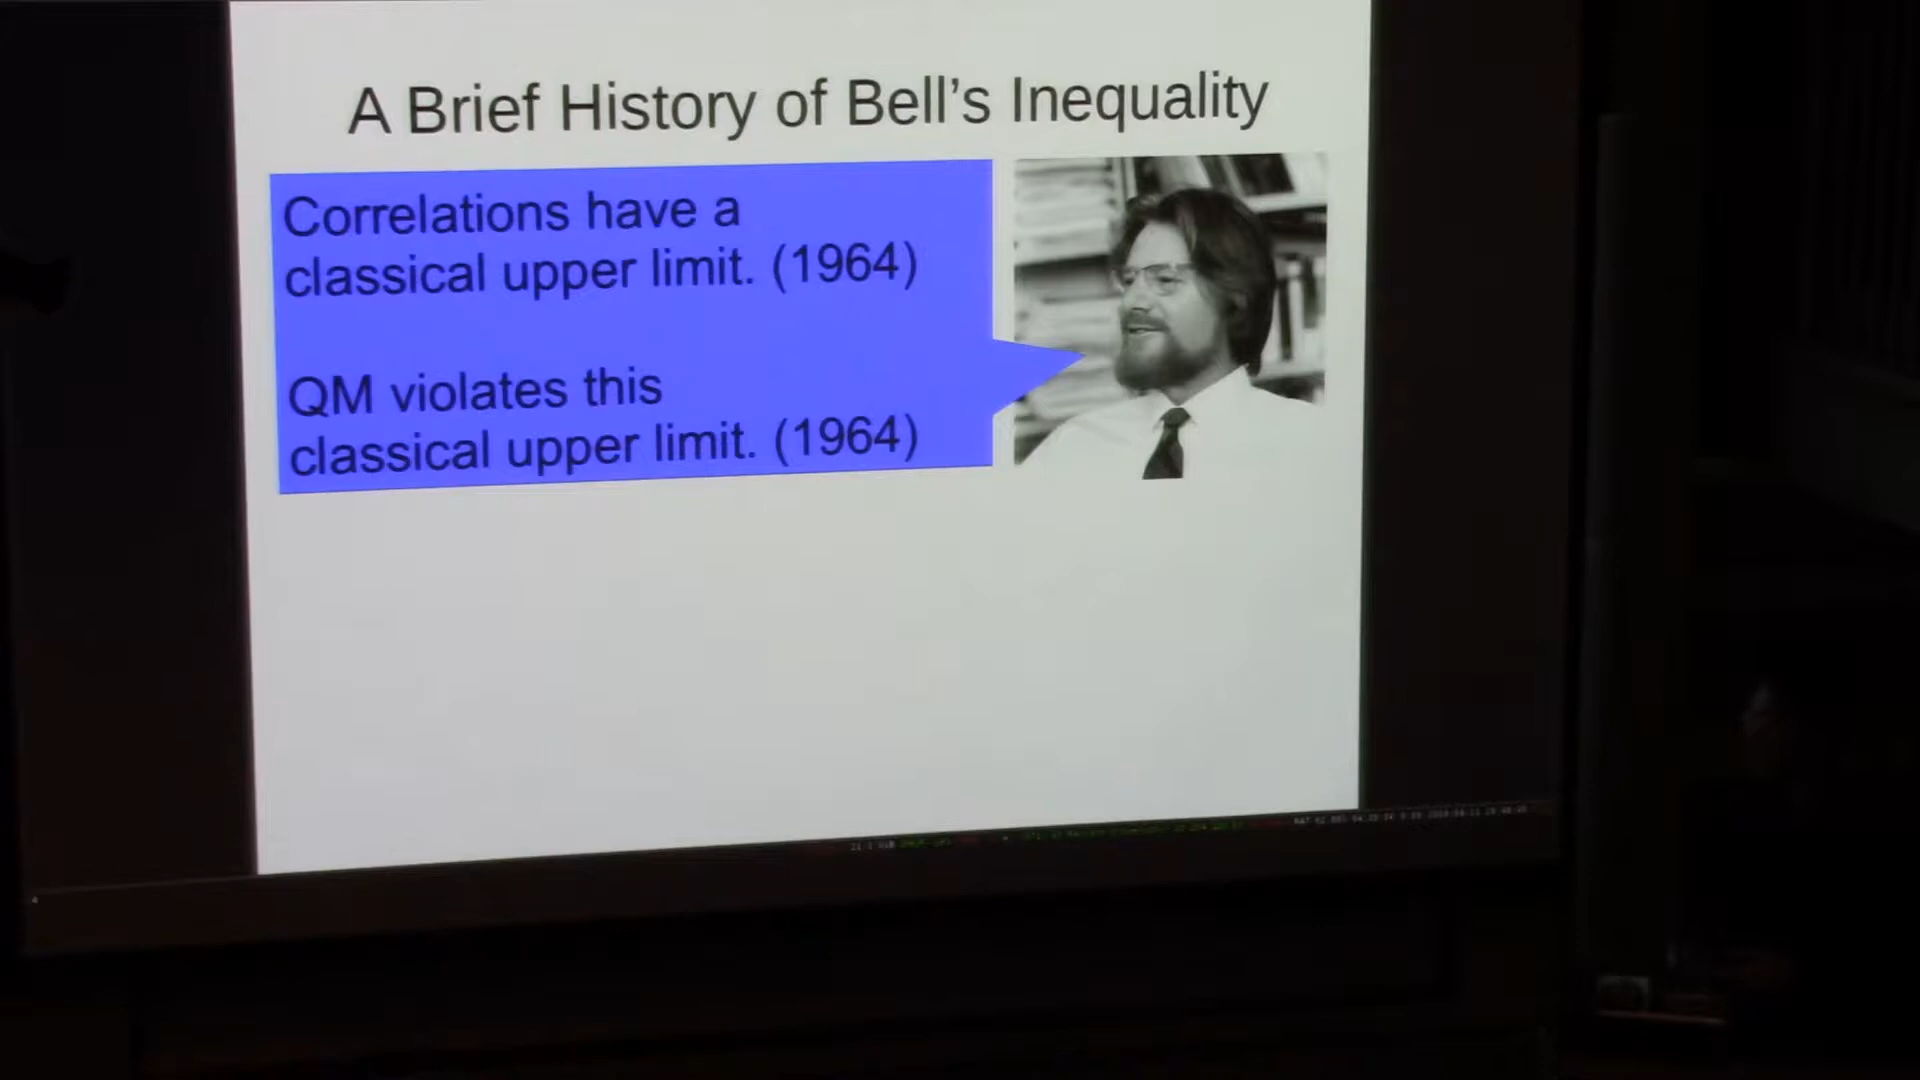 A Brief History of Bell’s Inequality
Correlations have a
classical upper limit. (1964)
QM violates this
classical upper limit. (1964)